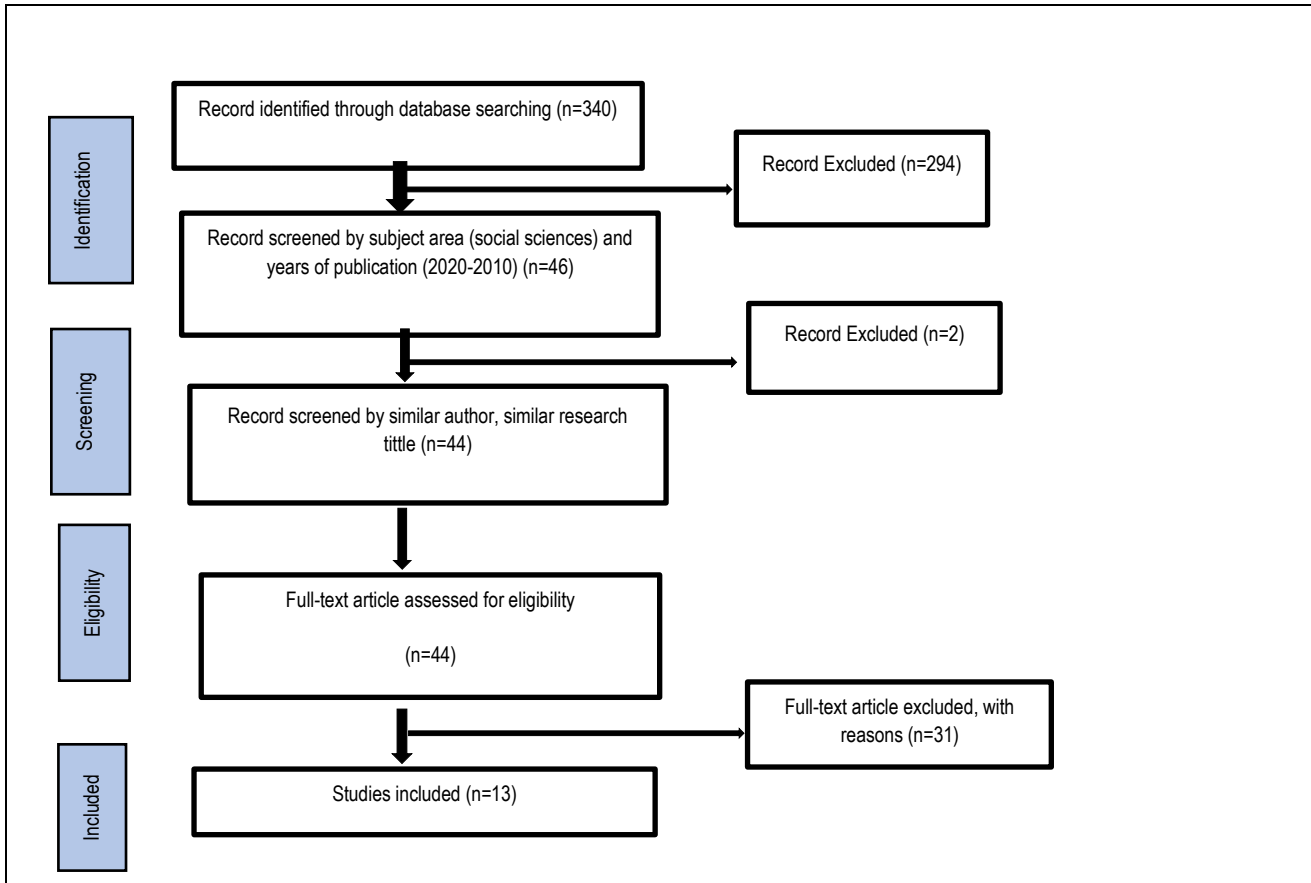 Record identified through database searching (n=340)
Identification
Record Excluded (n=294)
Record screened by subject area (social sciences) and
years of publication (2020-2010) (n=46)
Screening
Record Excluded (n=2)
Record screened by similar author, similar research
tittle (n=44)
Eligibility
Full-text article assessed for eligibility
(n=44)
Full-text article excluded, with
reasons (n=31)
Included
Studies included (n=13)